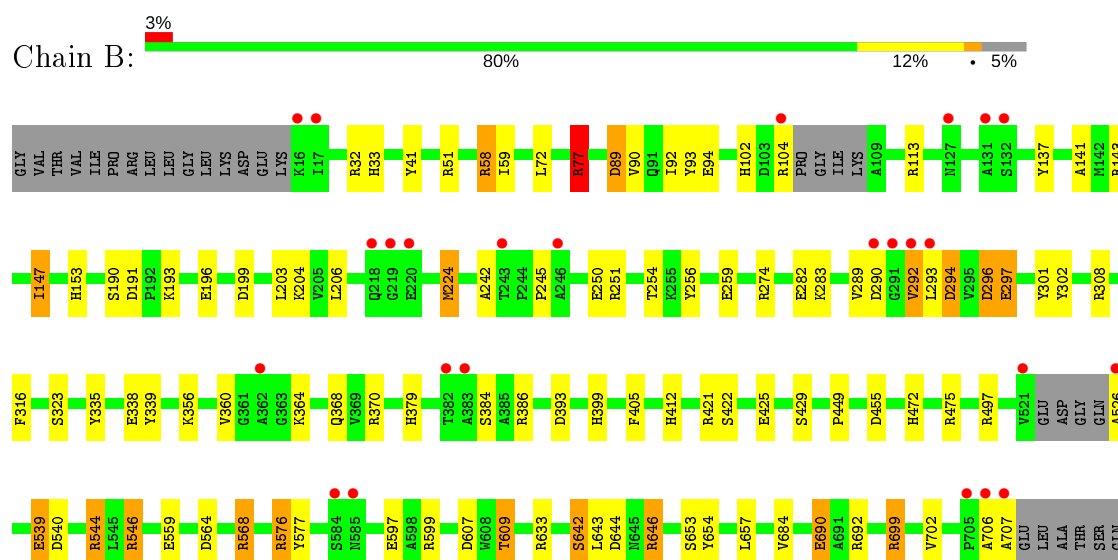 3%
Chain B:
80% 12% • 5%
GLY VAL THR VAL ILE PRO ARG LEU LEU GLY LEU LYS ASP GLU LYS K16 I17 R32 H33 Y41 R51 R58 I59 L72 R77 D89 V90 Q91 I92 Y93 E94 H102 D103 R104 PRO GLY ILE LYS A109 R113 N127 A131 S132 Y137 A141 M142 R143
I147 H153 S190 D191 P192 K193 E196 D199 L203 K204 V205 L206 Q218 G219 E220 M224 A242 T243 P244 P245 A246 E250 R251 T254 K255 Y256 E259 R274 E282 K283 V289 D290 G291 V292 L293 D294 V295 D296 E297 Y301 Y302 R308
F316 S323 Y335 E338 Y339 K356 V360 G361 A362 G363 K364 Q368 V369 R370 H379 T382 A383 S384 A385 R386 D393 H399 F405 H412 R421 S422 E425 S429 P449 D455 H472 R475 R497 V521 GLU ASP GLY GLN A526
E539 D540 R544 L545 R546 E559 D564 R568 R576 Y577 S584 N585 E597 A598 R599 D607 W608 T609 R633 S642 L643 D644 N645 R646 S653 Y654 L657 V684 E690 A691 R692 R699 V702 P705 A706 A707 GLU LEU ALA THR SER